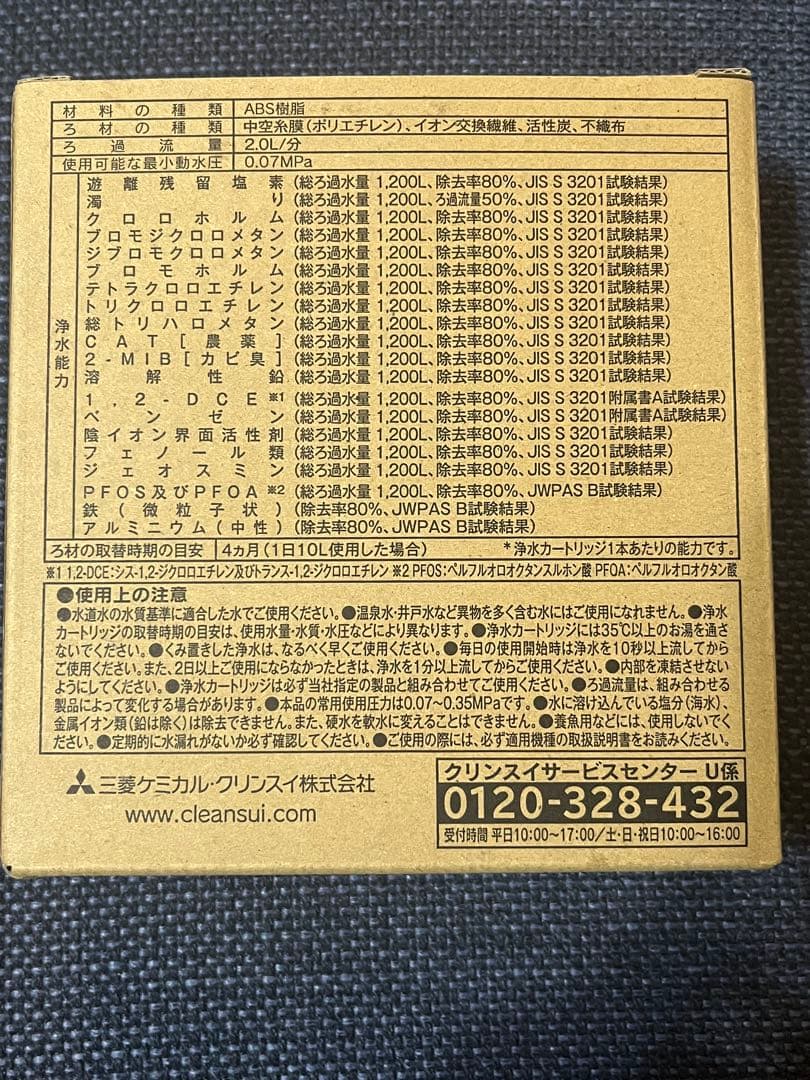 材料の種類 ABS樹脂
ろ材の種類 中空糸膜(ポリエチレン)、イオン交換繊維、活性炭、不織布
ろ過流量 2.0L/分
使用可能な最小動水圧 0.07MPa
浄水能力
遊離残留塩素 (総ろ過水量 1,200L、除去率80%、JIS S 3201試験結果)
濁り (総ろ過水量 1,200L、ろ過流量50%、JIS S 3201試験結果)
クロロホルム (総ろ過水量 1,200L、除去率80%、JIS S 3201試験結果)
ブロモジクロロメタン (総ろ過水量 1,200L、除去率80%、JIS S 3201試験結果)
ジブロモクロロメタン (総ろ過水量 1,200L、除去率80%、JIS S 3201試験結果)
ブロモホルム (総ろ過水量 1,200L、除去率80%、JIS S 3201試験結果)
テトラクロロエチレン (総ろ過水量 1,200L、除去率80%、JIS S 3201試験結果)
トリクロロエチレン (総ろ過水量 1,200L、除去率80%、JIS S 3201試験結果)
総トリハロメタン (総ろ過水量 1,200L、除去率80%、JIS S 3201試験結果)
CAT[農薬] (総ろ過水量 1,200L、除去率80%、JIS S 3201試験結果)
2-MIB[カビ臭] (総ろ過水量 1,200L、除去率80%、JIS S 3201試験結果)
溶解性鉛 (総ろ過水量 1,200L、除去率80%、JIS S 3201試験結果)
1,2-DCE※1 (総ろ過水量 1,200L、除去率80%、JIS S 3201附属書A試験結果)
ベンゼン (総ろ過水量 1,200L、除去率80%、JIS S 3201附属書A試験結果)
陰イオン界面活性剤 (総ろ過水量 1,200L、除去率80%、JIS S 3201試験結果)
フェノール類 (総ろ過水量 1,200L、除去率80%、JIS S 3201試験結果)
ジェオスミン (総ろ過水量 1,200L、除去率80%、JIS S 3201試験結果)
PFOS及びPFOA※2 (総ろ過水量 1,200L、除去率80%、JWPAS B試験結果)
鉄(微粒子状) (除去率80%、JWPAS B試験結果)
アルミニウム(中性) (除去率80%、JWPAS B試験結果)
ろ材の取替時期の目安 4ヵ月(1日10L使用した場合) *浄水カートリッジ1本あたりの能力です。
※1 1,2-DCE:シス-1,2-ジクロロエチレン及びトランス-1,2-ジクロロエチレン ※2 PFOS:ペルフルオロオクタンスルホン酸 PFOA:ペルフルオロオクタン酸
●使用上の注意
●水道水の水質基準に適合した水でご使用ください。●温泉水・井戸水など異物を多く含む水にはご使用になれません。●浄水
カートリッジの取替時期の目安は、使用水量・水質・水圧などにより異なります。●浄水カートリッジには35℃以上のお湯を通さ
ないでください。●くみ置きした浄水は、なるべく早くご使用ください。●毎日の使用開始時は浄水を10秒以上流してから
ご使用ください。また、2日以上ご使用にならなかったときは、浄水を1分以上流してからご使用ください。●内部を凍結させない
ようにしてください。●浄水カートリッジは必ず当社指定の製品と組み合わせてご使用ください。●ろ過流量は、組み合わせる
製品によって変化する場合があります。●本品の常用使用圧力は0.07~0.35MPaです。●水に溶け込んでいる塩分(海水)、
金属イオン類(鉛は除く)は除去できません。また、硬水を軟水に変えることはできません。●養魚用などには、使用しないでく
ださい。●定期的に水漏れがないか必ず確認してください。●ご使用の際には、必ず適用機種の取扱説明書をお読みください。
三菱ケミカル・クリンスイ株式会社
www.cleansui.com
クリンスイサービスセンター U係
0120-328-432
受付時間 平日10:00~17:00/土・日・祝日10:00~16:00